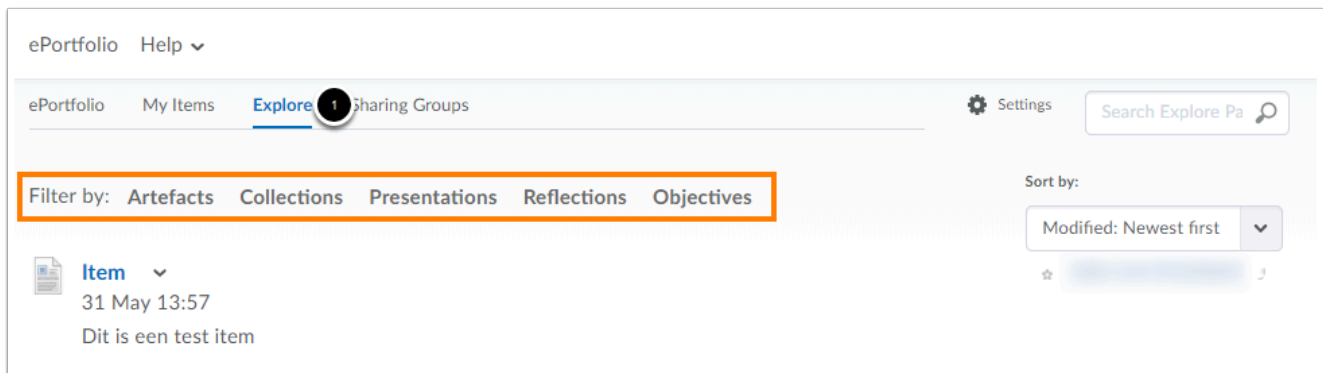 ePortfolio Help
ePortfolio My Items Explore 1 Sharing Groups Settings Search Explore Pa
Filter by: Artefacts Collections Presentations Reflections Objectives
Sort by:
Modified: Newest first
Item
31 May 13:57
Dit is een test item